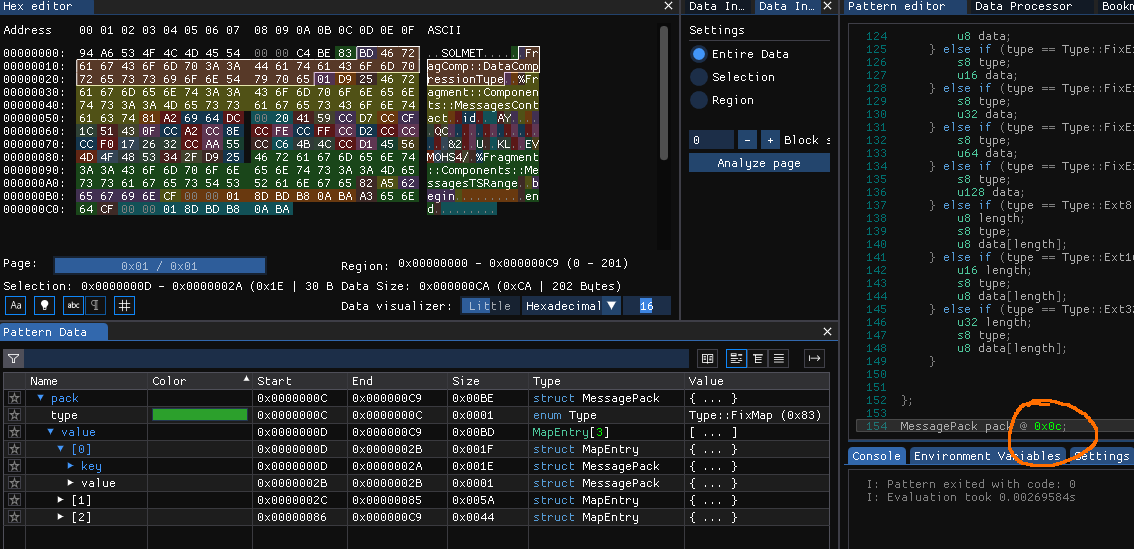 Hex editor
Address 00 01 02 03 04 05 06 07 08 09 0A 0B 0C 0D 0E 0F ASCII
00000000: 94 A6 53 4F 4C 4D 45 54 00 00 C4 BE 83 BD 46 72 ..SOLMET......Fr
00000010: 61 67 43 6F 6D 70 3A 3A 44 61 74 61 43 6F 6D 70 agComp::DataComp
00000020: 72 65 73 73 69 6F 6E 54 79 70 65 01 D9 25 46 72 ressionType..%Fr
00000030: 61 67 6D 65 6E 74 3A 3A 43 6F 6D 70 6F 6E 65 6E agment::Componen
00000040: 74 73 3A 3A 4D 65 73 73 61 67 65 73 43 6F 6E 74 ts::MessagesCont
00000050: 61 63 74 81 A2 69 64 DC 00 20 41 59 CC D7 CC CF act..id.. AY....
00000060: 1C 51 43 0F CC A2 CC 8E CC FE CC FF CC D2 CC CC .QC.............
00000070: CC F0 17 26 32 CC AA 55 CC C6 4B 4C CC D1 45 56 ...&2..U..KL..EV
00000080: 4D 4F 48 53 34 2F D9 25 46 72 61 67 6D 65 6E 74 MOHS4/.%Fragment
00000090: 3A 3A 43 6F 6D 70 6F 6E 65 6E 74 73 3A 3A 4D 65 ::Components::Me
000000A0: 73 73 61 67 65 73 54 53 52 61 6E 67 65 82 A5 62 ssagesTSRange..b
000000B0: 65 67 69 6E CF 00 00 01 8D BD B8 0A BA A3 65 6E egin..........en
000000C0: 64 CF 00 00 01 8D BD B8 0A BA d.........
Page: 0x01 / 0x01 Region: 0x00000000 - 0x000000C9 (0 - 201)
Selection: 0x0000000D - 0x0000002A (0x1E | 30 B Data Size: 0x000000CA (0xCA | 202 Bytes)
Aa abc ¶ Data visualizer: Little Hexadecimal 16
Data In... Data In...
Settings
Entire Data
Selection
Region
0 - + Block s
Analyze page
Pattern editor Data Processor Bookm
124 u8 data;
125 } else if (type == Type::FixEx
126 s8 type;
127 u16 data;
128 } else if (type == Type::FixEx
129 s8 type;
130 u32 data;
131 } else if (type == Type::FixEx
132 s8 type;
133 u64 data;
134 } else if (type == Type::FixEx
135 s8 type;
136 u128 data;
137 } else if (type == Type::Ext8)
138 u8 length;
139 s8 type;
140 u8 data[length];
141 } else if (type == Type::Ext16
142 u16 length;
143 s8 type;
144 u8 data[length];
145 } else if (type == Type::Ext32
146 u32 length;
147 s8 type;
148 u8 data[length];
149 }
150
151
152 };
153
154 MessagePack pack @ 0x0c;
Console Environment Variables Settings
I: Pattern exited with code: 0
I: Evaluation took 0.00269584s
Pattern Data
Name Color Start End Size Type Value
pack 0x0000000C 0x000000C9 0x00BE struct MessagePack { ... }
type 0x0000000C 0x0000000C 0x0001 enum Type Type::FixMap (0x83)
value 0x0000000D 0x000000C9 0x00BD MapEntry[3] [ ... ]
[0] 0x0000000D 0x0000002B 0x001F struct MapEntry { ... }
key 0x0000000D 0x0000002A 0x001E struct MessagePack { ... }
value 0x0000002B 0x0000002B 0x0001 struct MessagePack { ... }
[1] 0x0000002C 0x00000085 0x005A struct MapEntry { ... }
[2] 0x00000086 0x000000C9 0x0044 struct MapEntry { ... }